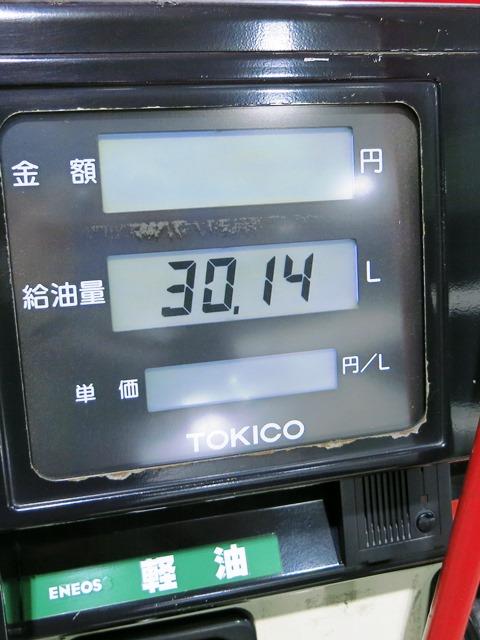 金額 円
給油量 30.14 L
単価 円/L
TOKICO
ENEOS 軽油